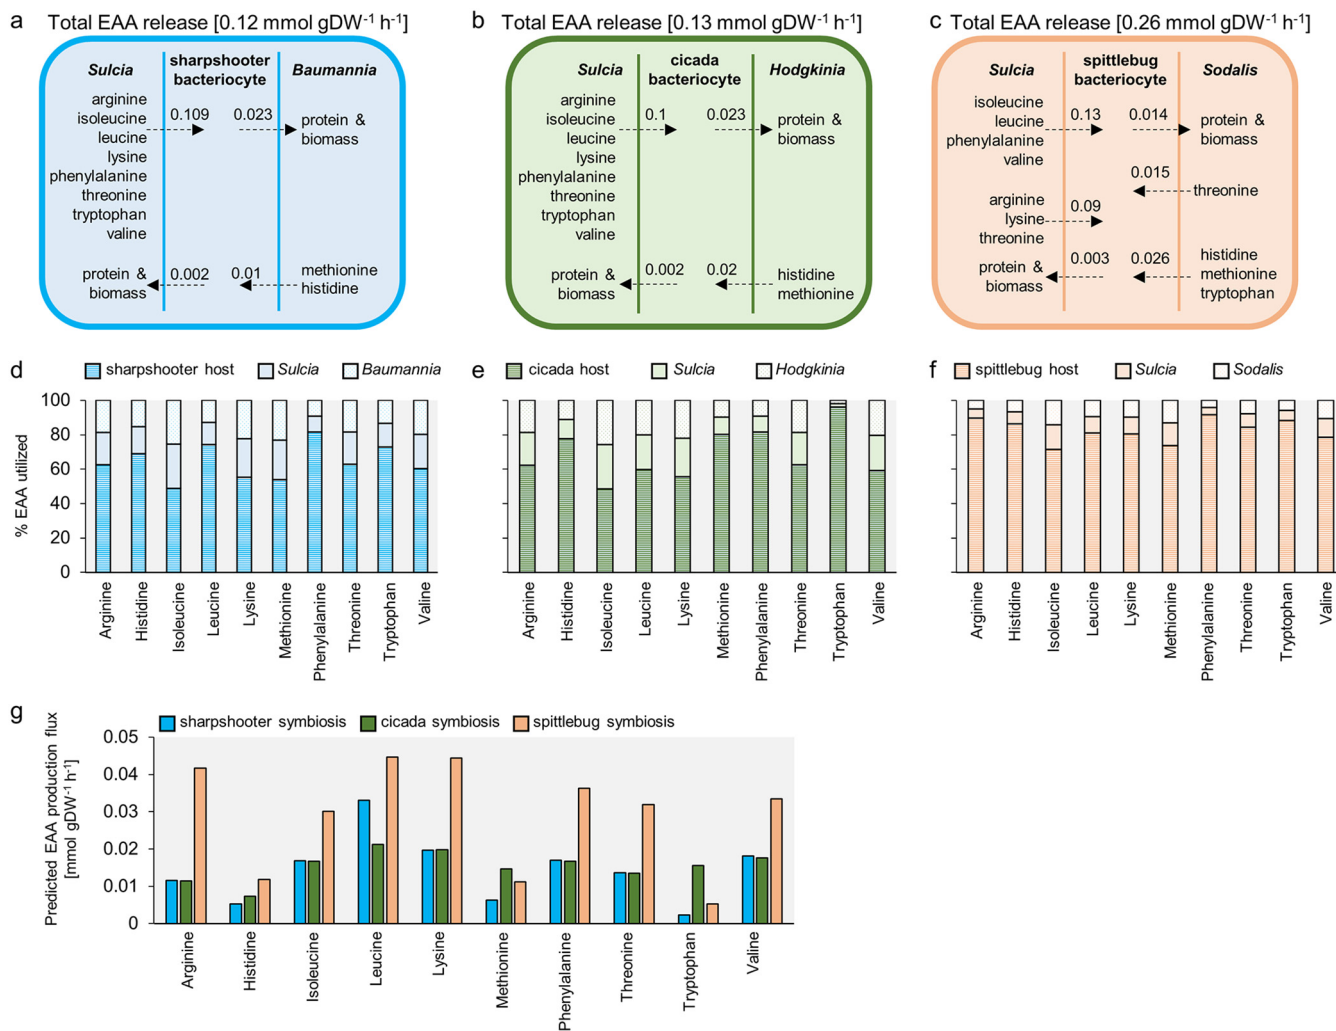 a Total EAA release [0.12 mmol gDW⁻¹ h⁻¹]
Sulcia
sharpshooter
bacteriocyte
Baumannia
arginine
isoleucine
leucine
lysine
phenylalanine
threonine
tryptophan
valine
0.109
0.023
protein &
biomass
protein &
biomass
0.002
0.01
methionine
histidine
b Total EAA release [0.13 mmol gDW⁻¹ h⁻¹]
Sulcia
cicada
bacteriocyte
Hodgkinia
arginine
isoleucine
leucine
lysine
phenylalanine
threonine
tryptophan
valine
0.1
0.023
protein &
biomass
protein &
biomass
0.002
0.02
histidine
methionine
c Total EAA release [0.26 mmol gDW⁻¹ h⁻¹]
Sulcia
spittlebug
bacteriocyte
Sodalis
isoleucine
leucine
phenylalanine
valine
0.13
0.014
protein &
biomass
0.015
threonine
arginine
lysine
threonine
0.09
protein &
biomass
0.003
0.026
histidine
methionine
tryptophan
d
sharpshooter host Sulcia Baumannia
% EAA utilized
100
80
60
40
20
0
Arginine
Histidine
Isoleucine
Leucine
Lysine
Methionine
Phenylalanine
Threonine
Tryptophan
Valine
e
cicada host Sulcia Hodgkinia
Arginine
Histidine
Isoleucine
Leucine
Lysine
Methionine
Phenylalanine
Threonine
Tryptophan
Valine
f
spittlebug host Sulcia Sodalis
Arginine
Histidine
Isoleucine
Leucine
Lysine
Methionine
Phenylalanine
Threonine
Tryptophan
Valine
g
sharpshooter symbiosis cicada symbiosis spittlebug symbiosis
Predicted EAA production flux
[mmol gDW⁻¹ h⁻¹]
0.05
0.04
0.03
0.02
0.01
0
Arginine
Histidine
Isoleucine
Leucine
Lysine
Methionine
Phenylalanine
Threonine
Tryptophan
Valine